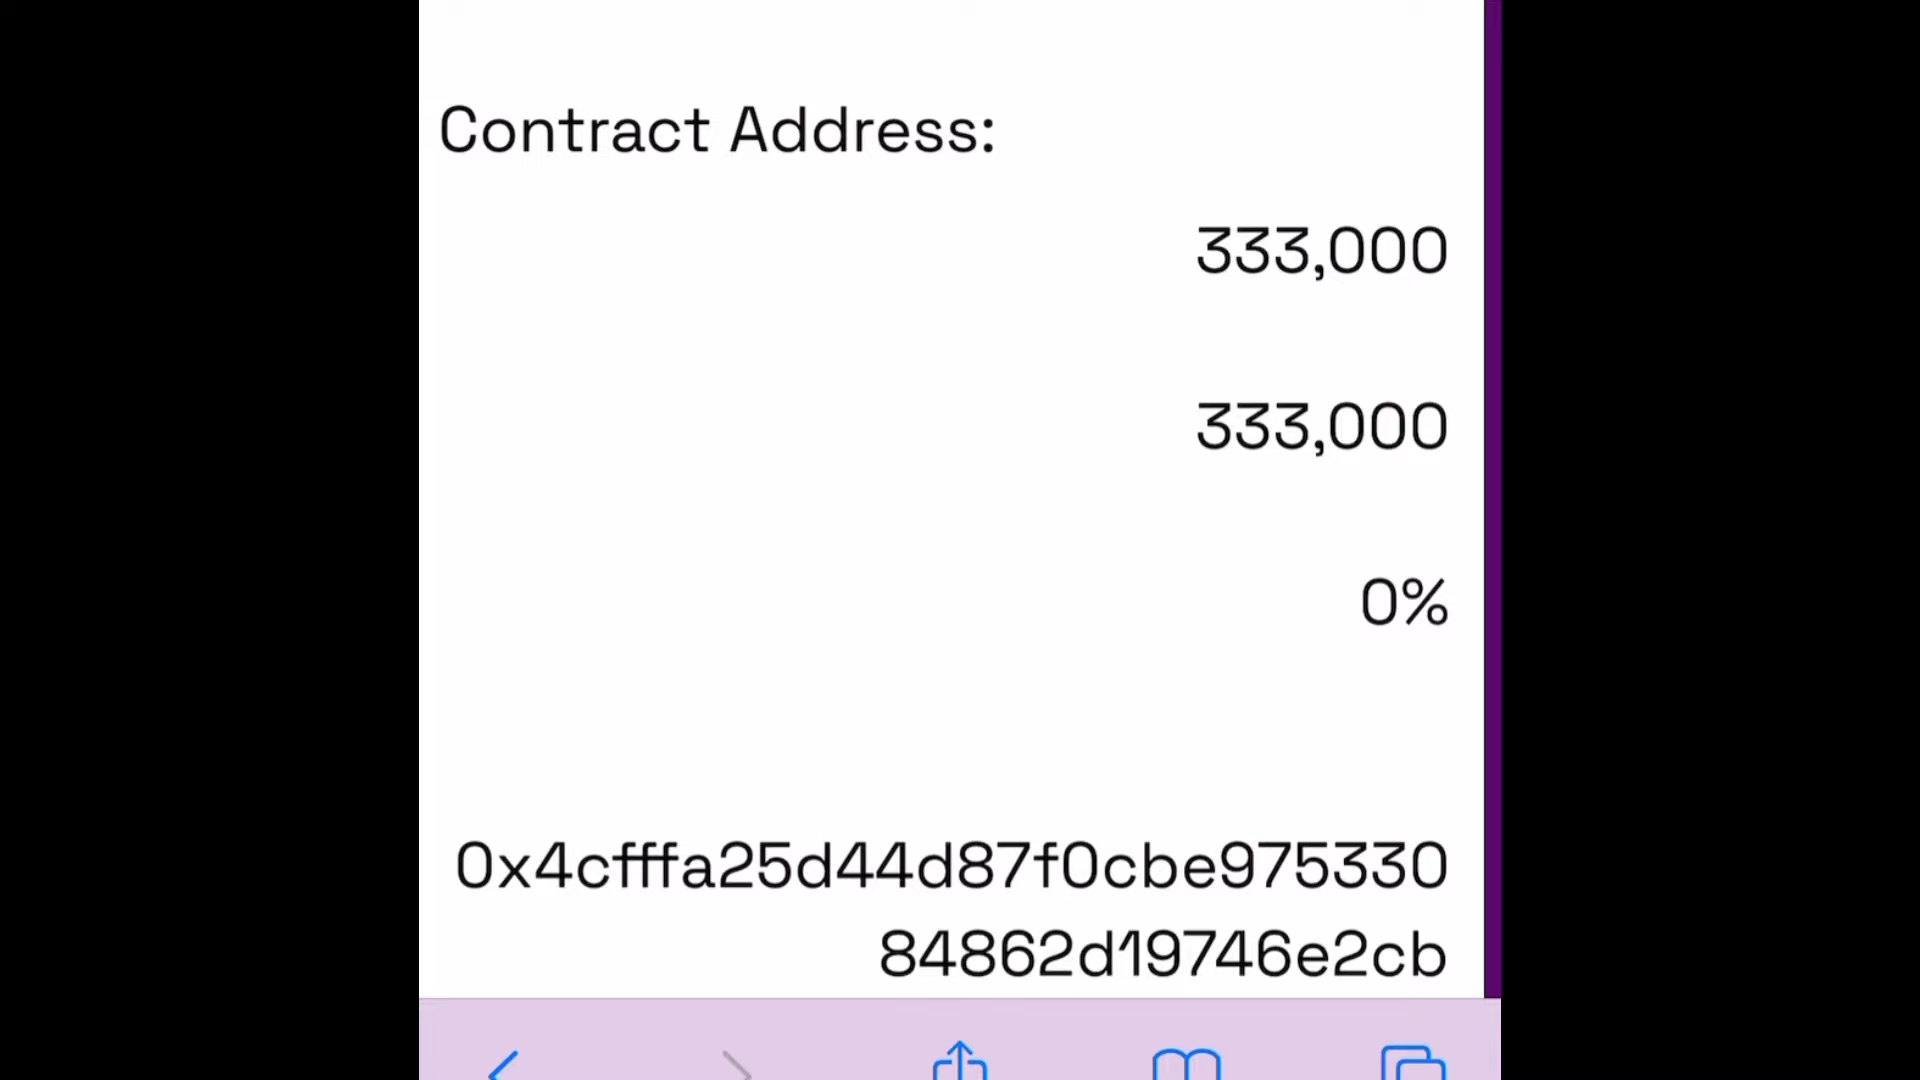 Contract Address:
333,000
333,000
0%
0x4cfffa25d44d87f0cbe975330
84862d19746e2cb